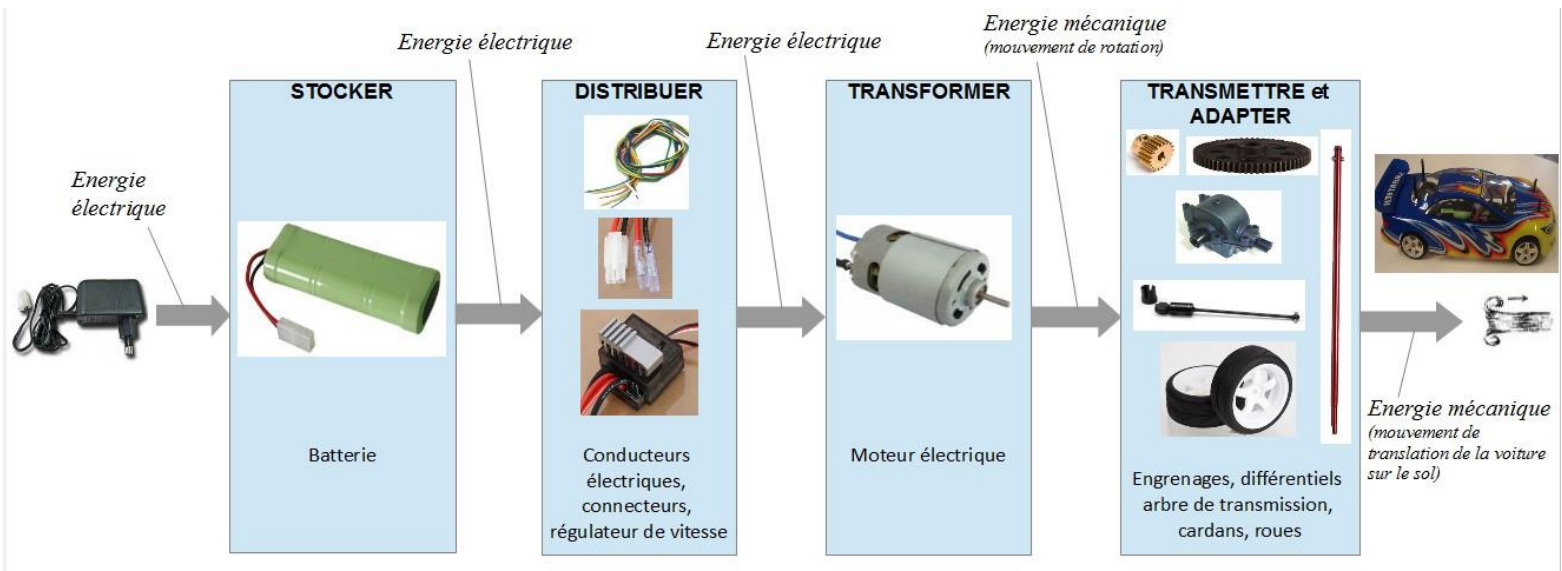 Energie
électrique
STOCKER
Batterie
Energie électrique
DISTRIBUER
Conducteurs
électriques,
connecteurs,
régulateur de vitesse
Energie électrique
TRANSFORMER
Moteur électrique
Energie mécanique
(mouvement de rotation)
TRANSMETTRE et
ADAPTER
Engrenages, différentiels
arbre de transmission,
cardans, roues
Energie mécanique
(mouvement de
translation de la voiture
sur le sol)